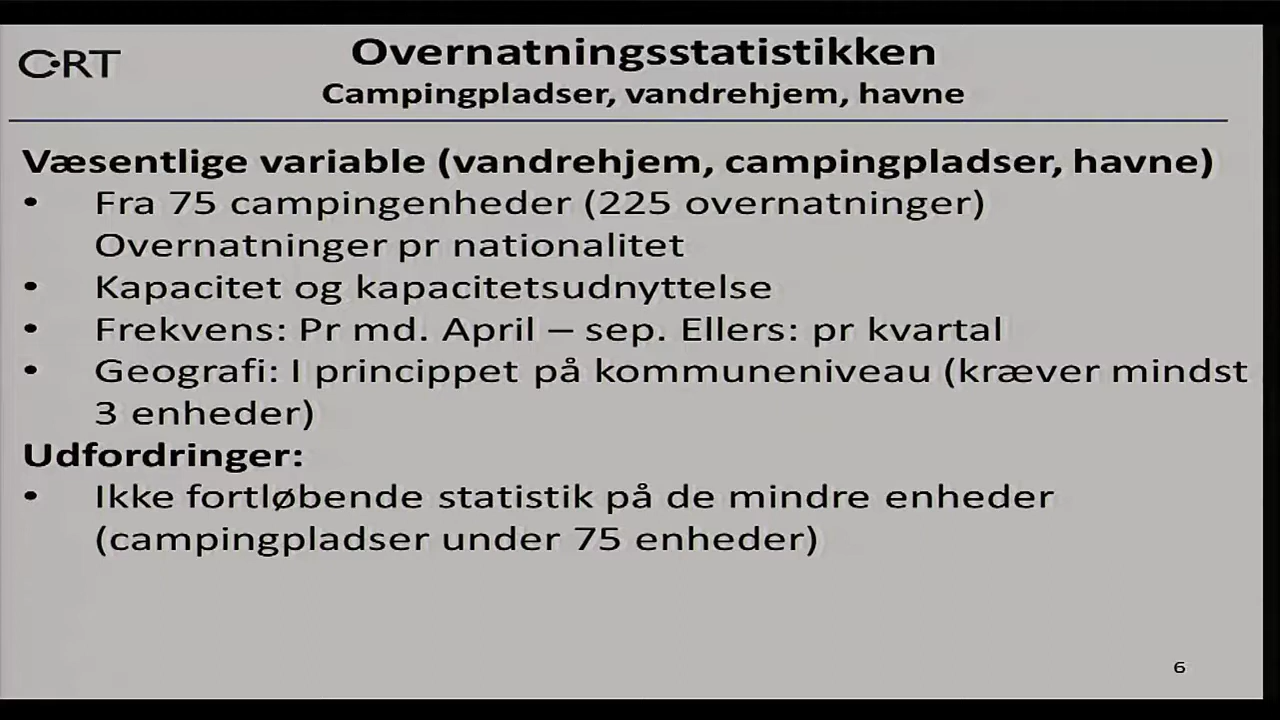 CRT
Overnatningsstatistikken
Campingpladser, vandrehjem, havne
Væsentlige variable (vandrehjem, campingpladser, havne)
• Fra 75 campingenheder (225 overnatninger)
Overnatninger pr nationalitet
• Kapacitet og kapacitetsudnyttelse
• Frekvens: Pr md. April – sep. Ellers: pr kvartal
• Geografi: I princippet på kommuneniveau (kræver mindst
3 enheder)
Udfordringer:
• Ikke fortløbende statistik på de mindre enheder
(campingpladser under 75 enheder)
6